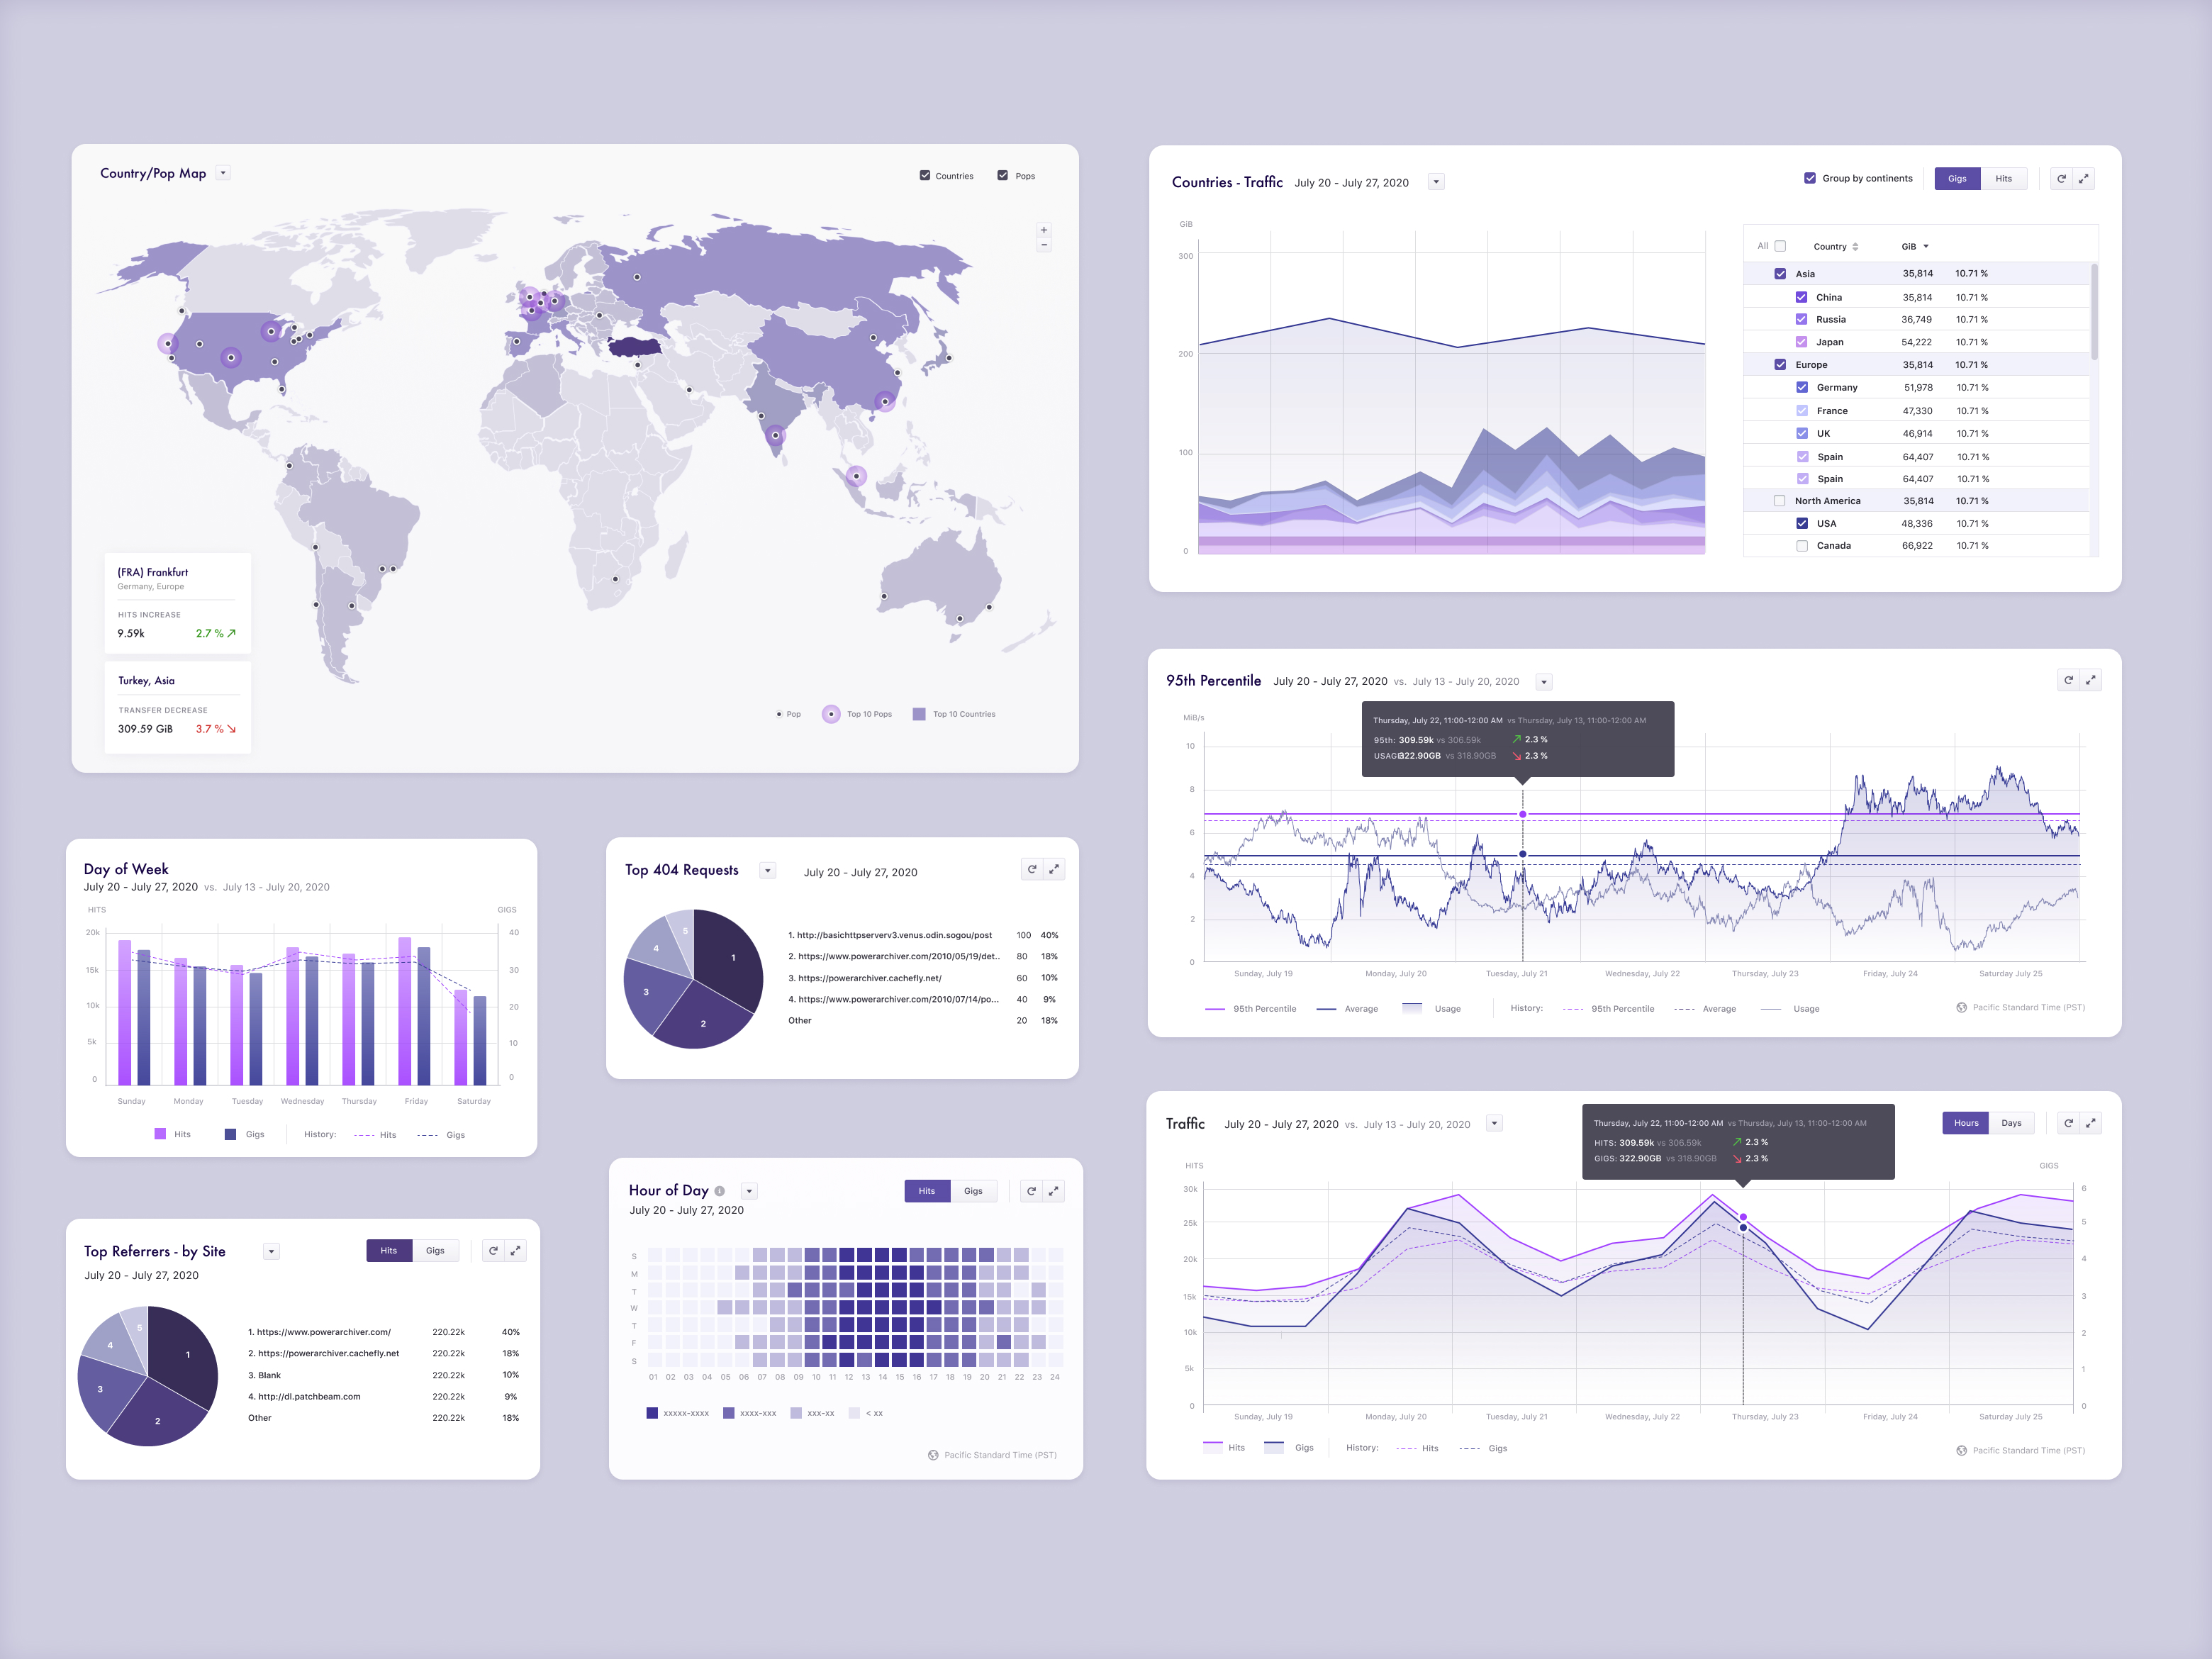 Country/Pop Map
Countries
Pops
+
−
(FRA) Frankfurt
Germany, Europe
HITS INCREASE
9.59k 2.7 %
Turkey, Asia
TRANSFER DECREASE
309.59 GiB 3.7 %
Pop
Top 10 Pops
Top 10 Countries
Countries - Traffic July 20 - July 27, 2020
Group by continents
Gigs Hits
GiB
300
200
100
0
All Country GiB
Asia 35,814 10.71 %
China 35,814 10.71 %
Russia 36,749 10.71 %
Japan 54,222 10.71 %
Europe 35,814 10.71 %
Germany 51,978 10.71 %
France 47,330 10.71 %
UK 46,914 10.71 %
Spain 64,407 10.71 %
Spain 64,407 10.71 %
North America 35,814 10.71 %
USA 48,336 10.71 %
Canada 66,922 10.71 %
95th Percentile July 20 - July 27, 2020 vs. July 13 - July 20, 2020
MiB/s
Thursday, July 22, 11:00-12:00 AM vs Thursday, July 13, 11:00-12:00 AM
95th: 309.59k vs 306.59k 2.3 %
USAGE 322.90GB vs 318.90GB 2.3 %
10
8
6
4
2
0
Sunday, July 19 Monday, July 20 Tuesday, July 21 Wednesday, July 22 Thursday, July 23 Friday, July 24 Saturday July 25
95th Percentile Average Usage History: 95th Percentile Average Usage
Pacific Standard Time (PST)
Day of Week
July 20 - July 27, 2020 vs. July 13 - July 20, 2020
HITS GIGS
20k 40
15k 30
10k 20
5k 10
0 0
Sunday Monday Tuesday Wednesday Thursday Friday Saturday
Hits Gigs History: Hits Gigs
Top 404 Requests July 20 - July 27, 2020
5
4
1
3
2
1. http://basichttpserverv3.venus.odin.sogou/post 100 40%
2. https://www.powerarchiver.com/2010/05/19/det.. 80 18%
3. https://powerarchiver.cachefly.net/ 60 10%
4. https://www.powerarchiver.com/2010/07/14/po... 40 9%
Other 20 18%
Traffic July 20 - July 27, 2020 vs. July 13 - July 20, 2020
Hours Days
Thursday, July 22, 11:00-12:00 AM vs Thursday, July 13, 11:00-12:00 AM
HITS: 309.59k vs 306.59k 2.3 %
GIGS: 322.90GB vs 318.90GB 2.3 %
HITS GIGS
30k 6
25k 5
20k 4
15k 3
10k 2
5k 1
0 0
Sunday, July 19 Monday, July 20 Tuesday, July 21 Wednesday, July 22 Thursday, July 23 Friday, July 24 Saturday July 25
Hits Gigs History: Hits Gigs
Pacific Standard Time (PST)
Top Referrers - by Site
Hits Gigs
July 20 - July 27, 2020
5
4
1
3
2
1. https://www.powerarchiver.com/ 220.22k 40%
2. https://powerarchiver.cachefly.net 220.22k 18%
3. Blank 220.22k 10%
4. http://dl.patchbeam.com 220.22k 9%
Other 220.22k 18%
Hour of Day
Hits Gigs
July 20 - July 27, 2020
S
M
T
W
T
F
S
01 02 03 04 05 06 07 08 09 10 11 12 13 14 15 16 17 18 19 20 21 22 23 24
xxxxx-xxxx xxxx-xxx xxx-xx < xx
Pacific Standard Time (PST)